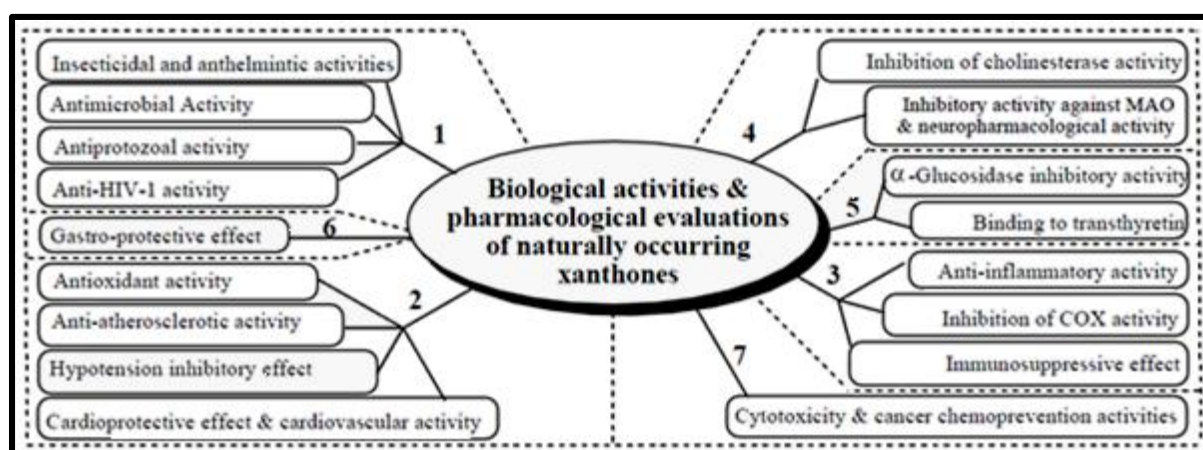 Insecticidal and anthelmintic activities
Antimicrobial Activity
Antiprotozoal activity
Anti-HIV-1 activity
1
Gastro-protective effect
6
Antioxidant activity
Anti-atherosclerotic activity
Hypotension inhibitory effect
Cardioprotective effect & cardiovascular activity
2
Biological activities &
pharmacological evaluations
of naturally occurring
xanthones
4
Inhibition of cholinesterase activity
Inhibitory activity against MAO
& neuropharmacological activity
5
α-Glucosidase inhibitory activity
Binding to transthyretin
3
Anti-inflammatory activity
Inhibition of COX activity
Immunosuppressive effect
7
Cytotoxicity & cancer chemoprevention activities